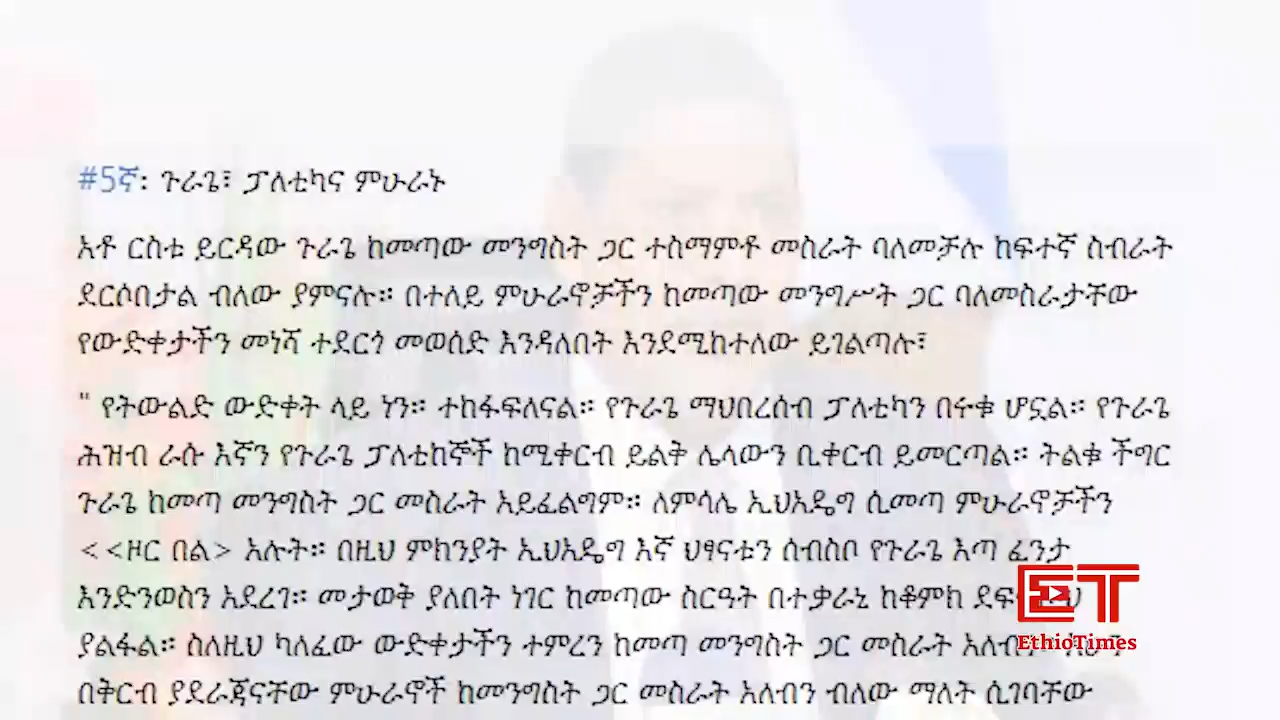 #5ኛ፡ ጉራጌ፣ ፓለቲካና ምሁራኑ
አቶ ርስቱ ይርዳው ጉራጌ ከመጣው መንግስት ጋር ተስማምቶ መስራት ባለመቻሉ ከፍተኛ ስብራት
ደርሶበታል ብለው ያምናሉ። በተለይ ምሁራኖቻችን ከመጣው መንግሥት ጋር ባለመስራታቸው
የውድቀታችን መነሻ ተደርጎ መወሰድ እንዳለበት እንደሚከተለው ይገልጣሉ፣
" የትውልድ ውድቀት ላይ ነን። ተከፋፍለናል። የጉራጌ ማህበረሰብ ፓለቲካን በሩቁ ሆኗል። የጉራጌ
ሕዝብ ራሱ እኛን የጉራጌ ፓለቲከኞች ከሚቀርብ ይልቅ ሌላውን ቢቀርብ ይመርጣል። ትልቁ ችግር
ጉራጌ ከመጣ መንግስት ጋር መስራት አይፈልግም። ለምሳሌ ኢህአዴግ ሲመጣ ምሁራኖቻችን
<<ዞር በል> አሉት። በዚህ ምክንያት ኢህአዴግ እኛ ህፃናቱን ሰብስቦ የጉራጌ እጣ ፈንታ
እንድንወስን አደረገ። መታወቅ ያለበት ነገር ከመጣው ስርዓት በተቃራኒ ከቆምክ
ያልፋል። ስለዚህ ካለፈው ውድቀታችን ተምረን ከመጣ መንግስት ጋር መስራት
በቅርብ ያደራጃናቸው ምሁራኖች ከመንግስት ጋር መስራት አለብን ብለው ማለት ሲገባቸው
ET
EthioTimes